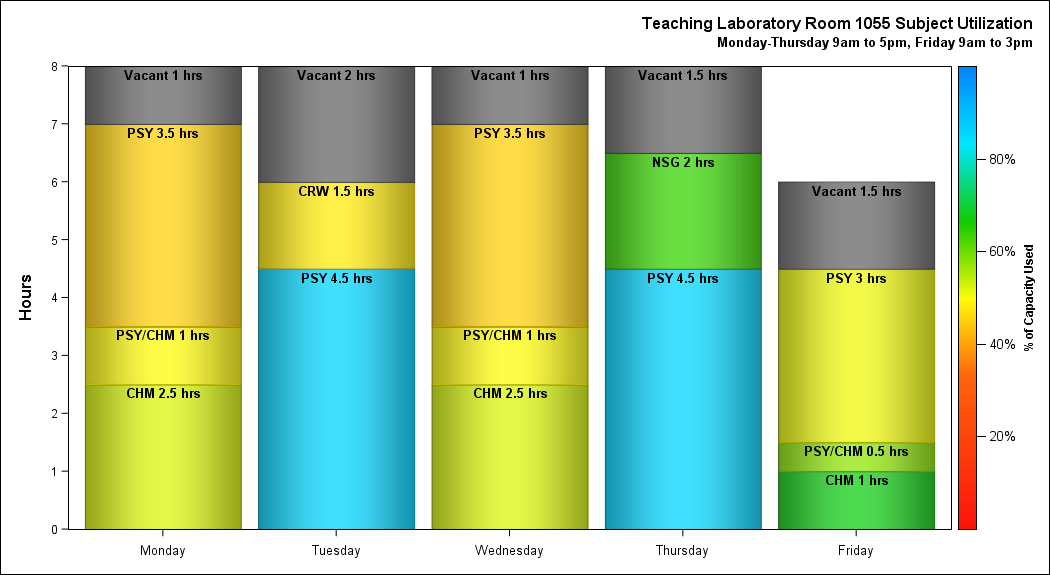 Teaching Laboratory Room 1055 Subject Utilization
Monday-Thursday 9am to 5pm, Friday 9am to 3pm
Hours
8
7
6
5
4
3
2
1
0
Vacant 1 hrs
PSY 3.5 hrs
PSY/CHM 1 hrs
CHM 2.5 hrs
Monday
Vacant 2 hrs
CRW 1.5 hrs
PSY 4.5 hrs
Tuesday
Vacant 1 hrs
PSY 3.5 hrs
PSY/CHM 1 hrs
CHM 2.5 hrs
Wednesday
Vacant 1.5 hrs
NSG 2 hrs
PSY 4.5 hrs
Thursday
Vacant 1.5 hrs
PSY 3 hrs
PSY/CHM 0.5 hrs
CHM 1 hrs
Friday
80%
60%
40%
20%
% of Capacity Used